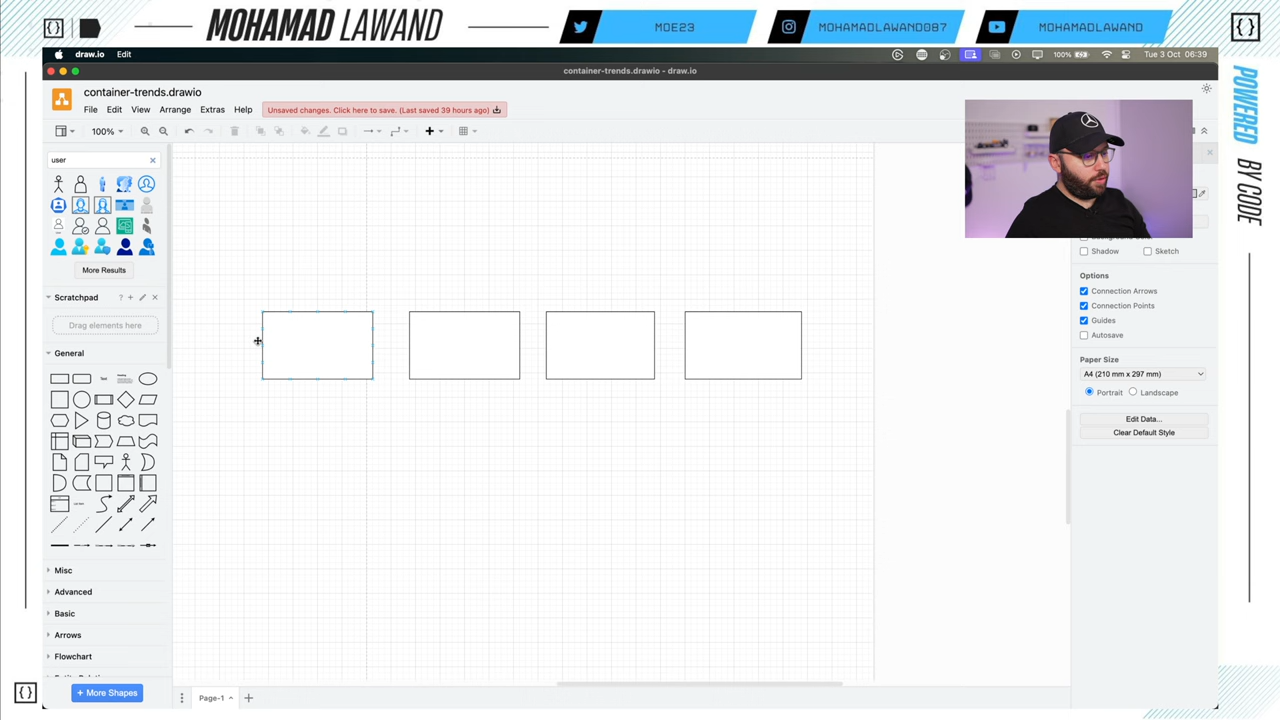 MOHAMAD LAWAND
MOE23
MOHAMADLAWAND087
MOHAMADLAWAND
POWERED BY CODE
draw.io Edit
100% Tue 3 Oct 06:39
container-trends.drawio - draw.io
container-trends.drawio
File Edit View Arrange Extras Help
Unsaved changes. Click here to save. (Last saved 39 hours ago)
100%
user
More Results
Scratchpad
Drag elements here
General
Text
Misc
Advanced
Basic
Arrows
Flowchart
+ More Shapes
Page-1
Shadow Sketch
Options
Connection Arrows
Connection Points
Guides
Autosave
Paper Size
A4 (210 mm x 297 mm)
Portrait Landscape
Edit Data...
Clear Default Style